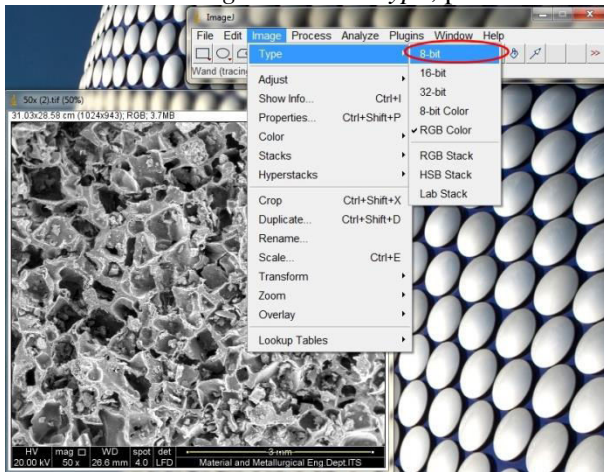 ImageJ
File Edit Image Process Analyze Plugins Window Help
>>
Wand (tracing
Type
Adjust
Show Info... Ctrl+I
Properties... Ctrl+Shift+P
Color
Stacks
Hyperstacks
Crop Ctrl+Shift+X
Duplicate... Ctrl+Shift+D
Rename...
Scale... Ctrl+E
Transform
Zoom
Overlay
Lookup Tables
8-bit
16-bit
32-bit
8-bit Color
RGB Color
RGB Stack
HSB Stack
Lab Stack
50x (2).tif (50%)
31.03x28.58 cm (1024x943); RGB; 3.7MB
HV mag WD spot det 3 mm
20.00 kV 50 x 26.6 mm 4.0 LFD Material and Metallurgical Eng Dept.ITS